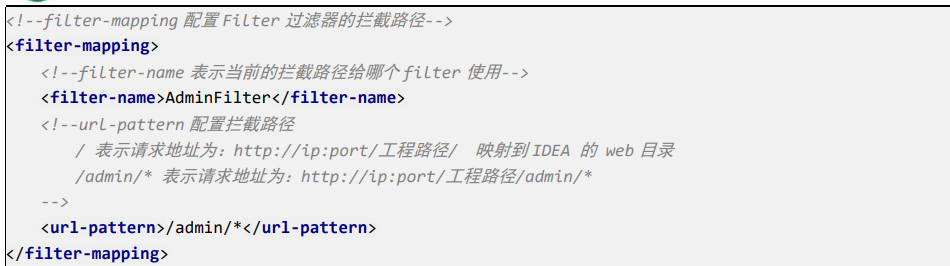 <!--filter-mapping 配置 Filter 过滤器的拦截路径-->
<filter-mapping>
<!--filter-name 表示当前的拦截路径给哪个 filter 使用-->
<filter-name>AdminFilter</filter-name>
<!--url-pattern 配置拦截路径
/ 表示请求地址为：http://ip:port/工程路径/ 映射到 IDEA 的 web 目录
/admin/* 表示请求地址为：http://ip:port/工程路径/admin/*
-->
<url-pattern>/admin/*</url-pattern>
</filter-mapping>